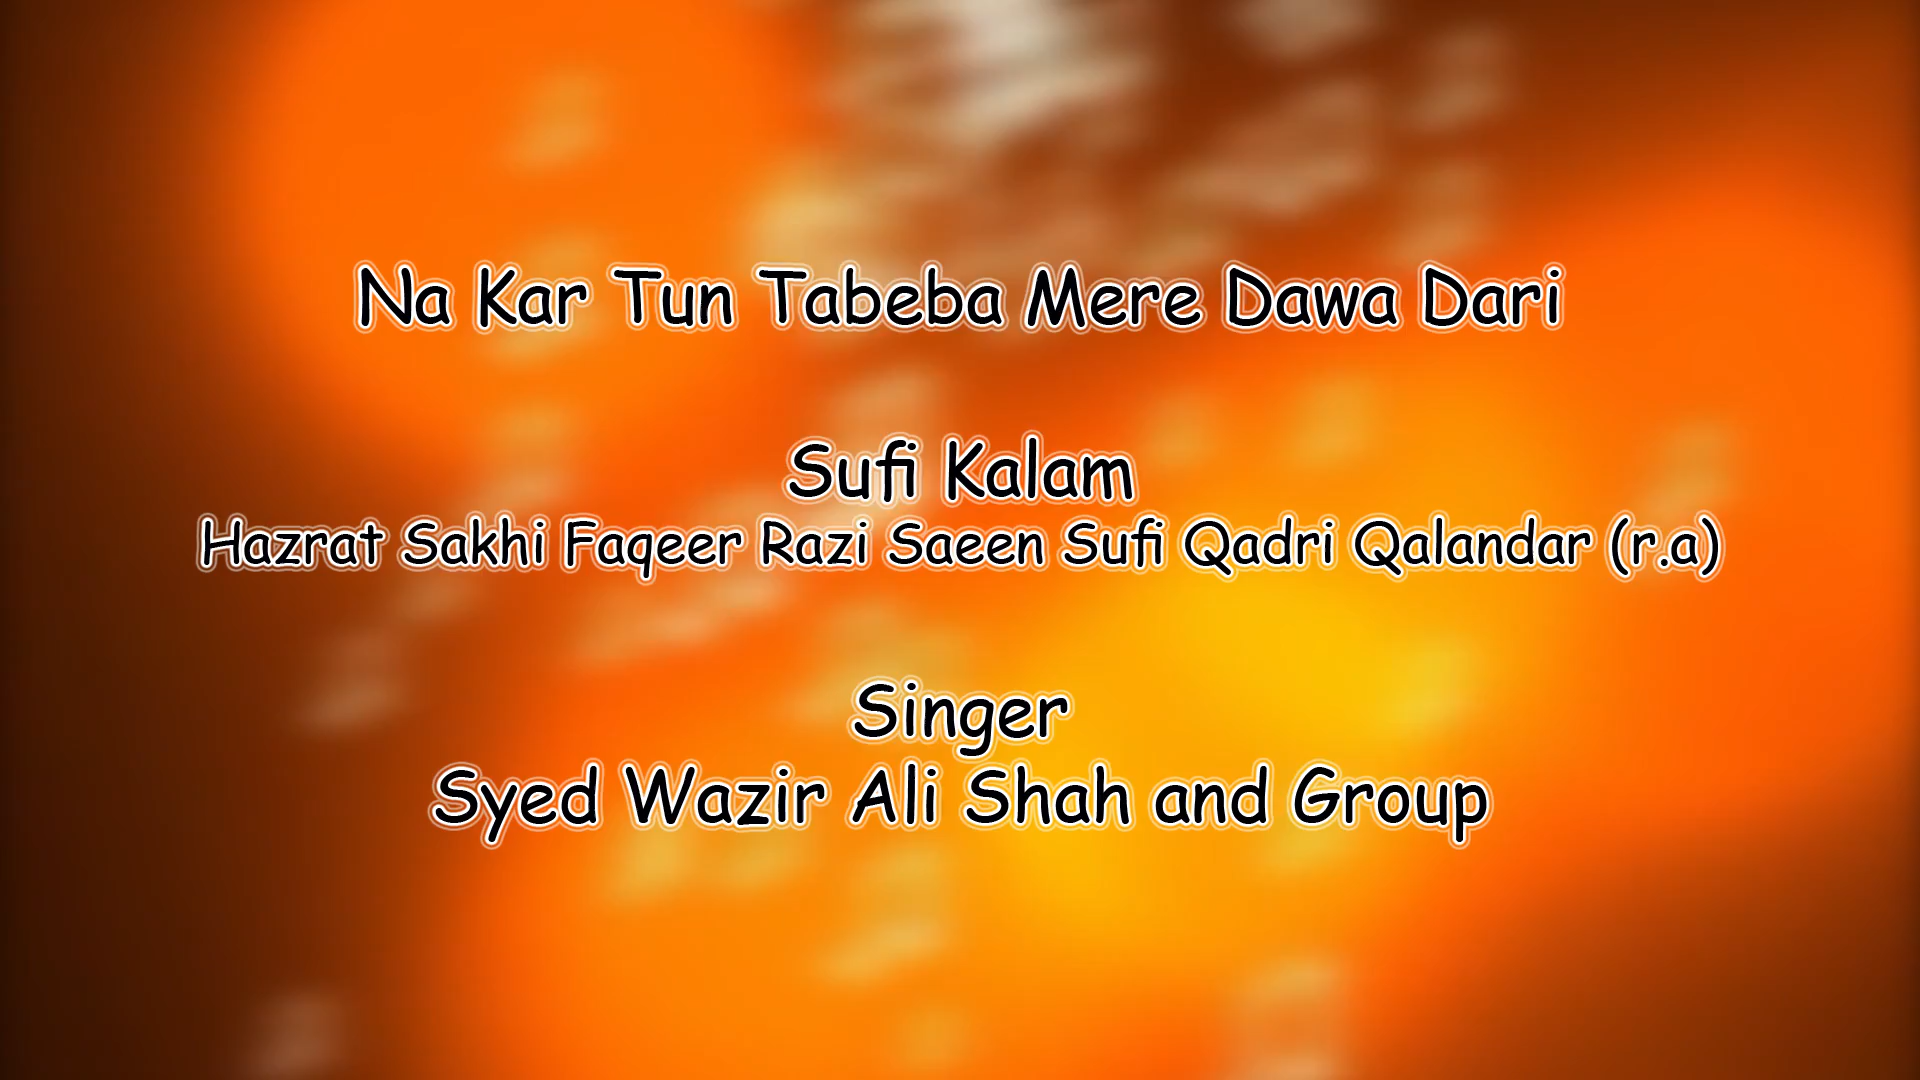 Na Kar Tun Tabeba Mere Dawa Dari
Sufi Kalam
Hazrat Sakhi Faqeer Razi Saeen Sufi Qadri Qalandar (r.a)
Singer
Syed Wazir Ali Shah and Group